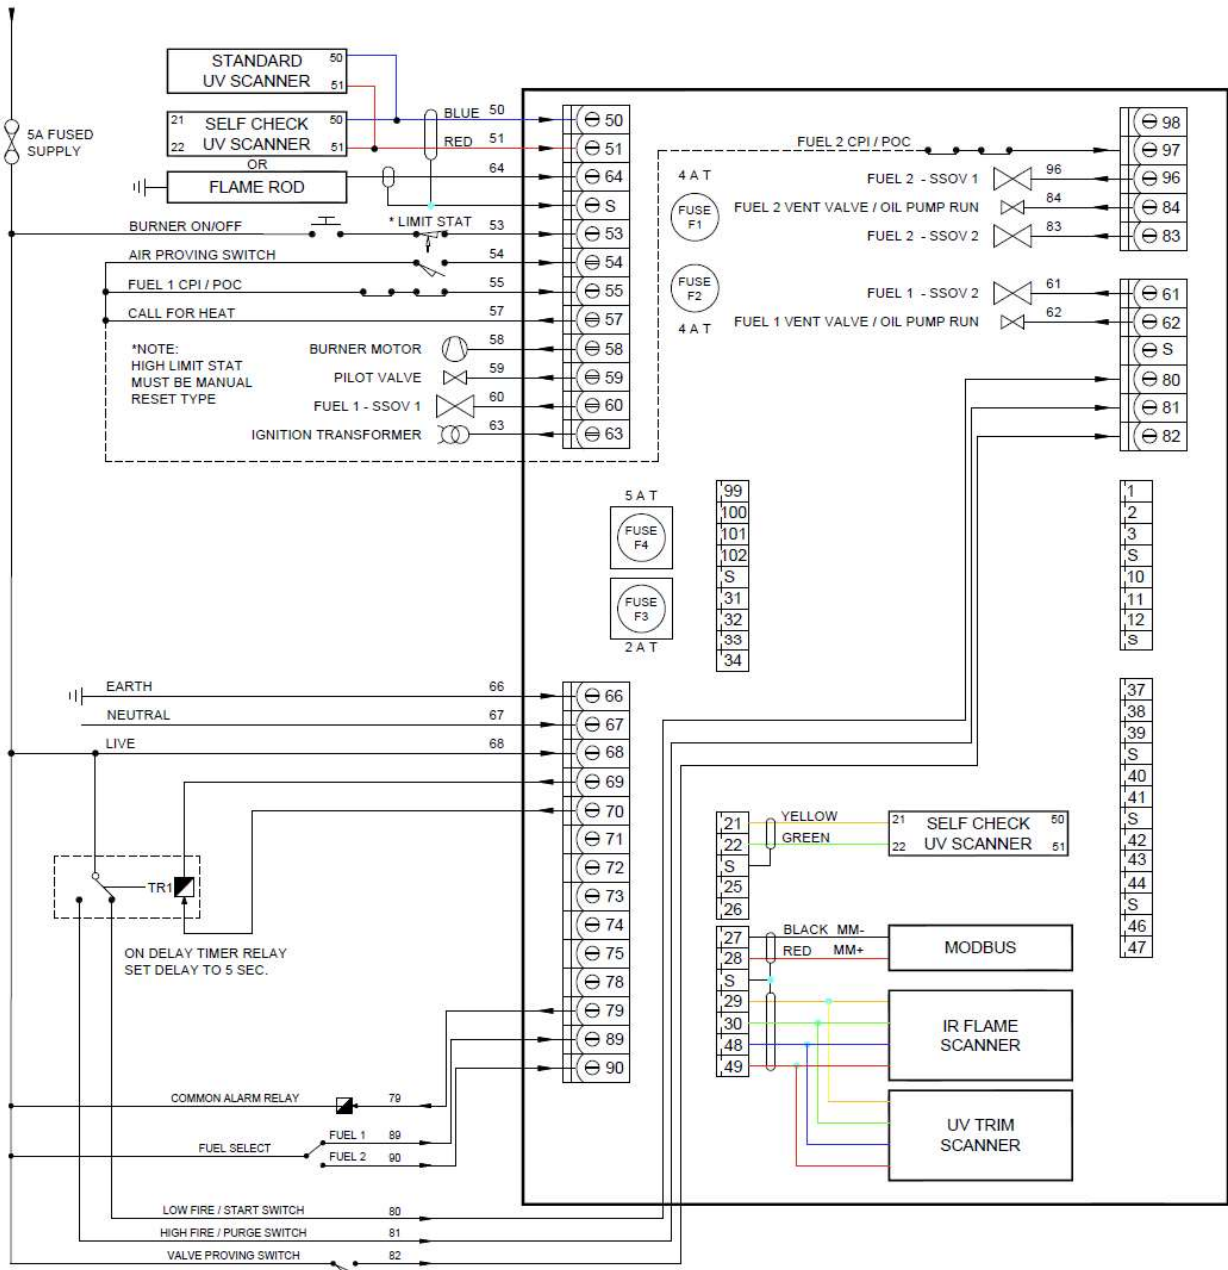 5A FUSED
SUPPLY
STANDARD
UV SCANNER
50
51
21
22
SELF CHECK
UV SCANNER
50
51
OR
FLAME ROD
BLUE 50
RED 51
64
BURNER ON/OFF
* LIMIT STAT
53
AIR PROVING SWITCH
54
FUEL 1 CPI / POC
55
CALL FOR HEAT
57
*NOTE:
HIGH LIMIT STAT
MUST BE MANUAL
RESET TYPE
BURNER MOTOR
58
PILOT VALVE
59
FUEL 1 - SSOV 1
60
IGNITION TRANSFORMER
63
50
51
64
S
53
54
55
57
58
59
60
63
4 A T
FUSE
F1
FUSE
F2
4 A T
FUEL 2 CPI / POC
FUEL 2 - SSOV 1
96
FUEL 2 VENT VALVE / OIL PUMP RUN
84
FUEL 2 - SSOV 2
83
FUEL 1 - SSOV 2
61
FUEL 1 VENT VALVE / OIL PUMP RUN
62
98
97
96
84
83
61
62
S
80
81
82
5 A T
FUSE
F4
FUSE
F3
2 A T
99
100
101
102
S
31
32
33
34
1
2
3
S
10
11
12
S
37
38
39
S
40
41
S
42
43
44
S
46
47
EARTH
66
NEUTRAL
67
LIVE
68
66
67
68
69
70
71
72
73
74
75
78
79
89
90
TR1
ON DELAY TIMER RELAY
SET DELAY TO 5 SEC.
21
22
S
25
26
YELLOW
GREEN
21
22
SELF CHECK
UV SCANNER
50
51
27
28
S
29
30
48
49
BLACK MM-
RED MM+
MODBUS
IR FLAME
SCANNER
UV TRIM
SCANNER
COMMON ALARM RELAY
79
FUEL SELECT
FUEL 1
89
FUEL 2
90
LOW FIRE / START SWITCH
80
HIGH FIRE / PURGE SWITCH
81
VALVE PROVING SWITCH
82